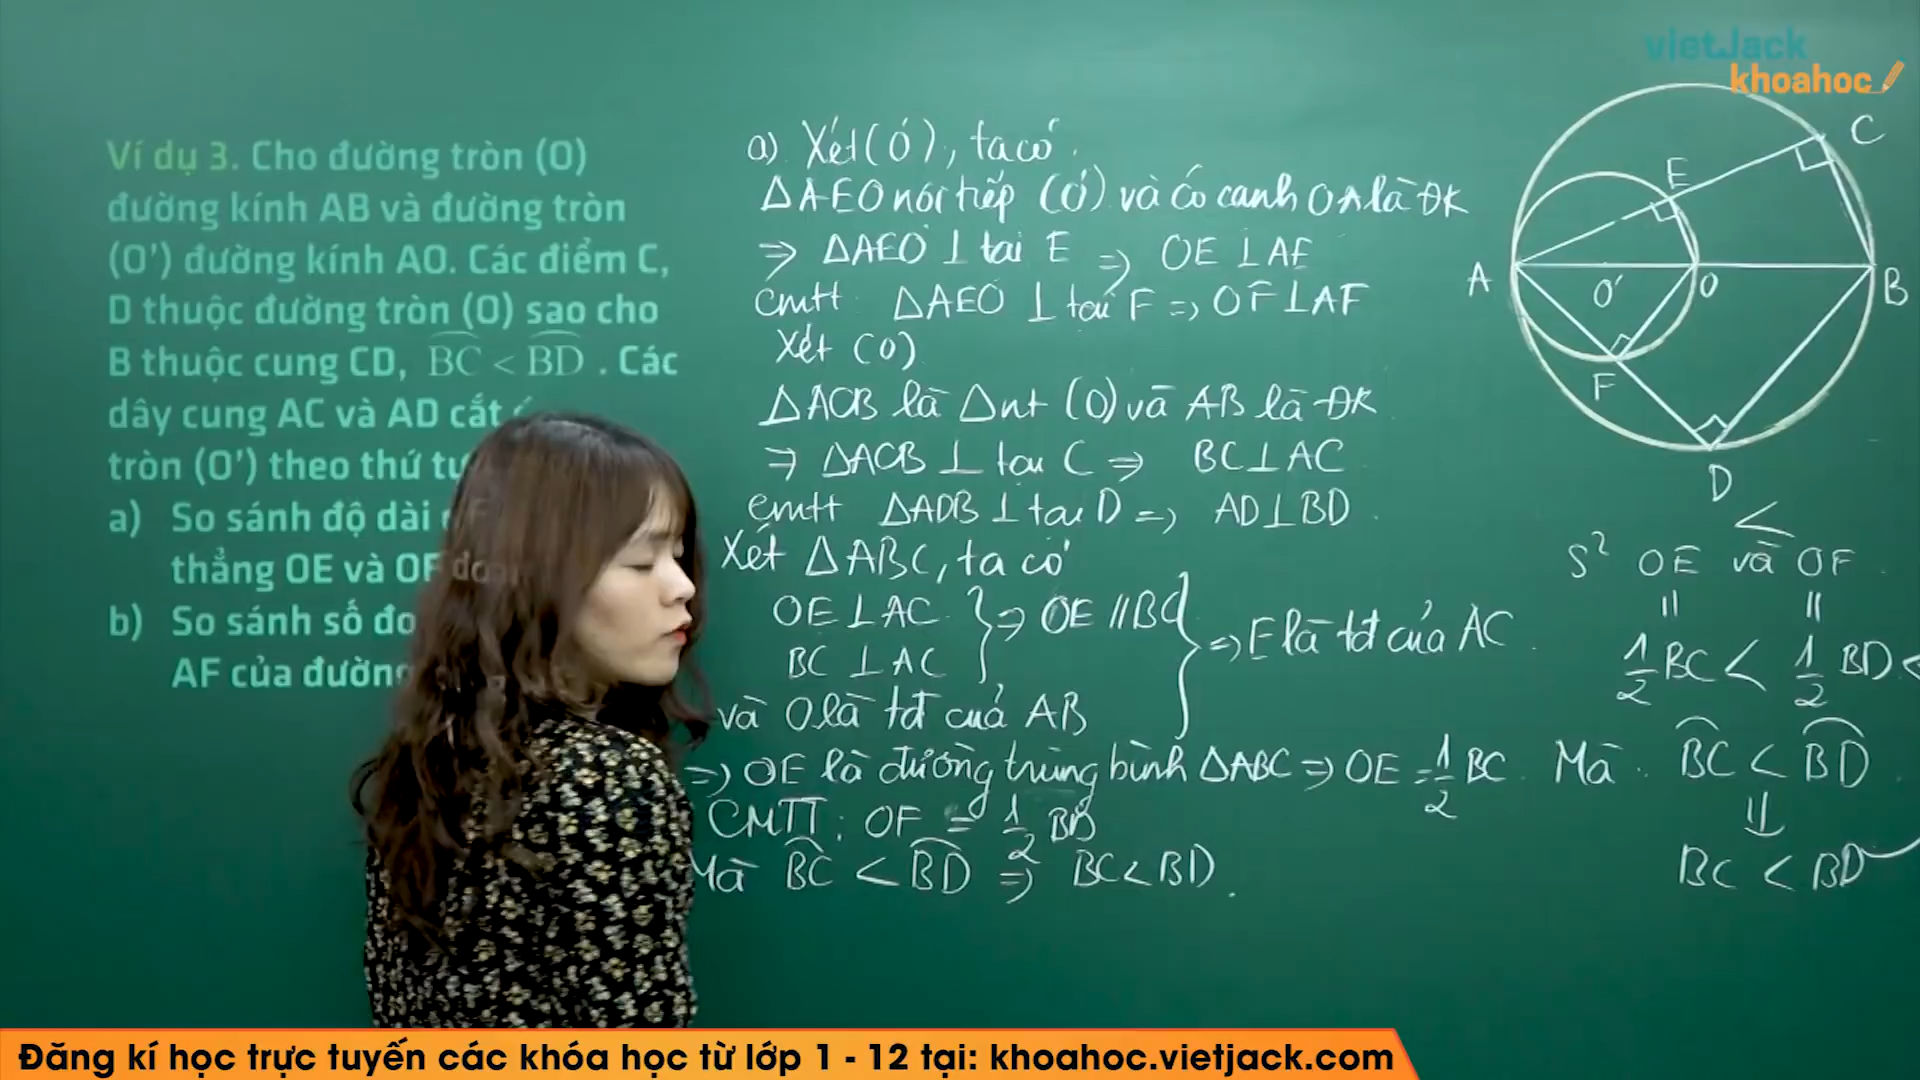 vietJack
khoahoc
Ví dụ 3. Cho đường tròn (O)
đường kính AB và đường tròn
(O') đường kính AO. Các điểm C,
D thuộc đường tròn (O) sao cho
B thuộc cung CD, BC < BD . Các
dây cung AC và AD cắt
tròn (O') theo thứ tự
a) So sánh độ dài
thẳng OE và OF
b) So sánh số đo
AF của đường
a) Xét (O'), ta có
ΔAEO nội tiếp (O') và có cạnh OA là ĐK
=> ΔAEO ⊥ tại E => OE ⊥ AE
cmtt ΔAEO ⊥ tại F => OF ⊥ AF
Xét (O)
ΔACB là Δnt (O) và AB là ĐK
=> ΔACB ⊥ tại C => BC ⊥ AC
cmtt ΔADB ⊥ tại D => AD ⊥ BD
Xét ΔABC, ta có
OE ⊥ AC } => OE // BC } => E là tđ của AC
BC ⊥ AC
và O là tđ của AB
=> OE là đường trung bình ΔABC => OE = 1/2 BC
CMTT: OF = 1/2 BD
Mà BC < BD => BC < BD.
C
E
A
O'
O
B
F
D
<
S² OE và OF
= =
1/2 BC < 1/2 BD <
Mà BC < BD
⇓
BC < BD
Đăng kí học trực tuyến các khóa học từ lớp 1 - 12 tại: khoahoc.vietjack.com